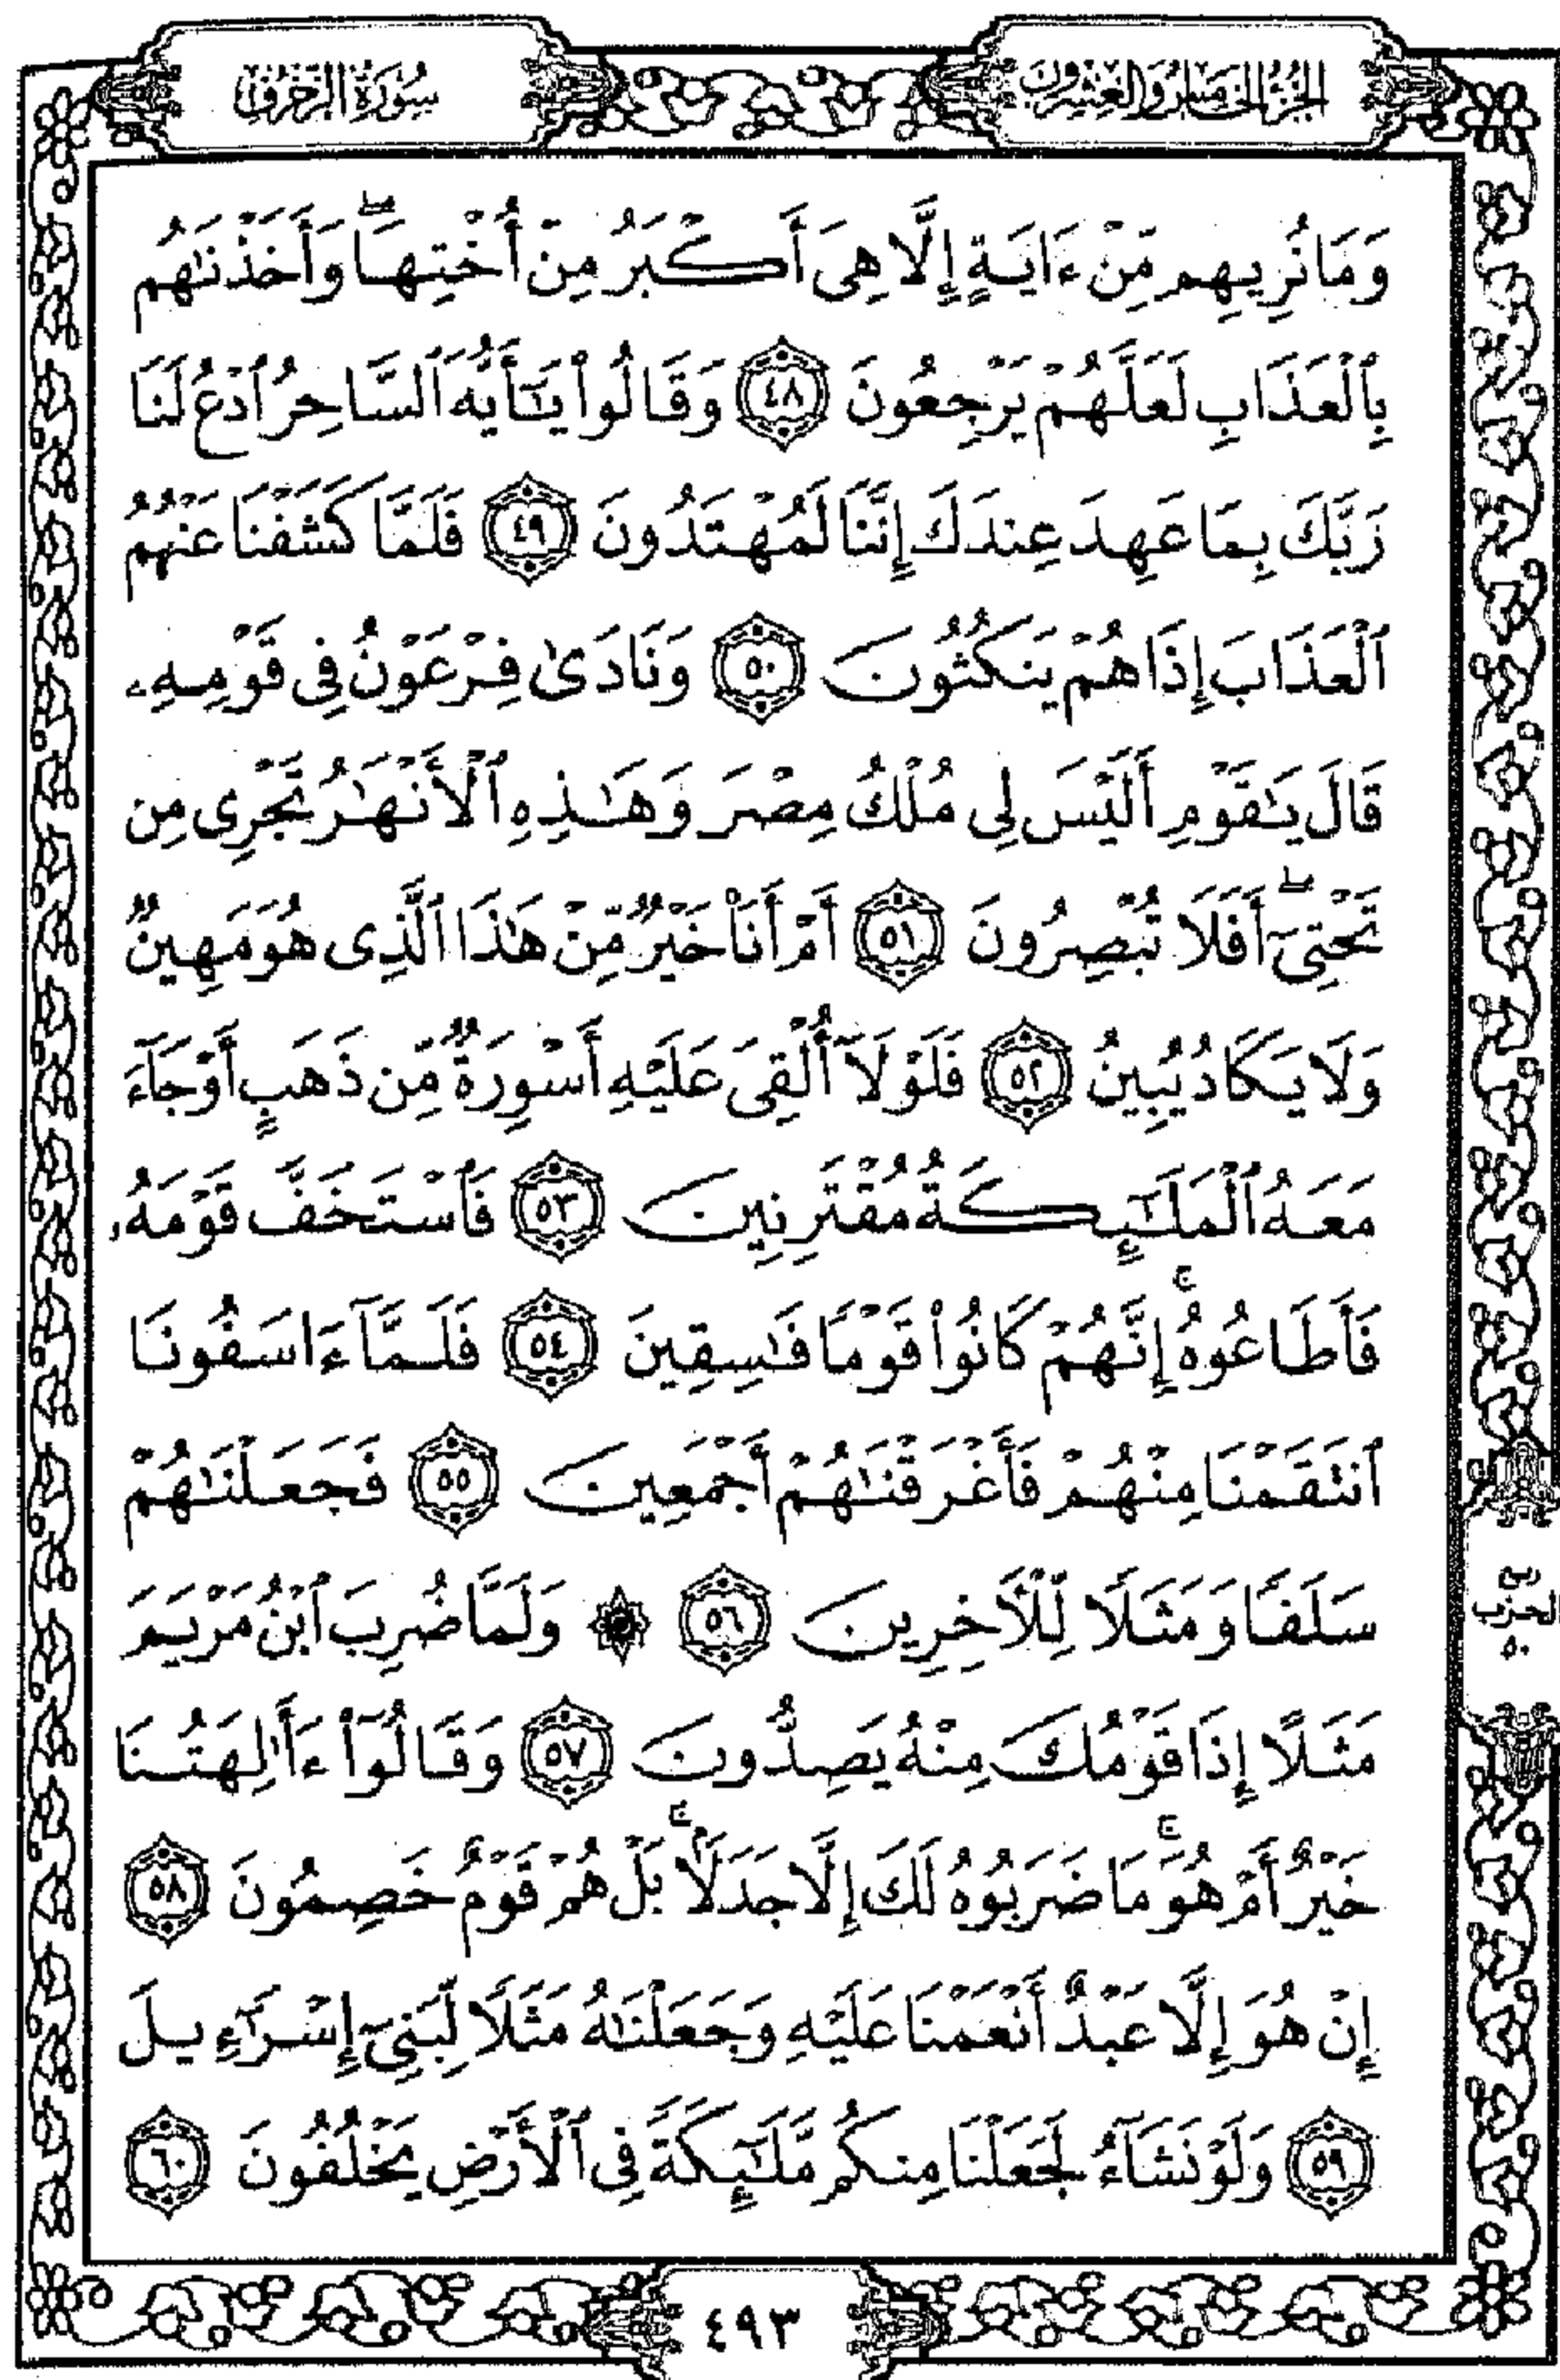 الجزء الخامس والعشرون
سورة الزخرف
وَمَا نُرِيهِم مِّنْ ءَايَةٍ إِلَّا هِىَ أَكْبَرُ مِنْ أُخْتِهَا ۖ وَأَخَذْنَٰهُم
بِٱلْعَذَابِ لَعَلَّهُمْ يَرْجِعُونَ ٤٨ وَقَالُوا۟ يَٰٓأَيُّهَ ٱلسَّاحِرُ ٱدْعُ لَنَا
رَبَّكَ بِمَا عَهِدَ عِندَكَ إِنَّنَا لَمُهْتَدُونَ ٤٩ فَلَمَّا كَشَفْنَا عَنْهُمُ
ٱلْعَذَابَ إِذَا هُمْ يَنكُثُونَ ٥٠ وَنَادَىٰ فِرْعَوْنُ فِى قَوْمِهِۦ
قَالَ يَٰقَوْمِ أَلَيْسَ لِى مُلْكُ مِصْرَ وَهَٰذِهِ ٱلْأَنْهَٰرُ تَجْرِى مِن
تَحْتِىٓ ۖ أَفَلَا تُبْصِرُونَ ٥١ أَمْ أَنَا۠ خَيْرٌ مِّنْ هَٰذَا ٱلَّذِى هُوَ مَهِينٌ
وَلَا يَكَادُ يُبِينُ ٥٢ فَلَوْلَآ أُلْقِىَ عَلَيْهِ أَسْوِرَةٌ مِّن ذَهَبٍ أَوْ جَآءَ
مَعَهُ ٱلْمَلَٰٓئِكَةُ مُقْتَرِنِينَ ٥٣ فَٱسْتَخَفَّ قَوْمَهُۥ
فَأَطَاعُوهُ ۚ إِنَّهُمْ كَانُوا۟ قَوْمًا فَٰسِقِينَ ٥٤ فَلَمَّآ ءَاسَفُونَا
ٱنتَقَمْنَا مِنْهُمْ فَأَغْرَقْنَٰهُمْ أَجْمَعِينَ ٥٥ فَجَعَلْنَٰهُمْ
سَلَفًا وَمَثَلًا لِّلْءَاخِرِينَ ٥٦ ۞ وَلَمَّا ضُرِبَ ٱبْنُ مَرْيَمَ
مَثَلًا إِذَا قَوْمُكَ مِنْهُ يَصِدُّونَ ٥٧ وَقَالُوٓا۟ ءَأَٰلِهَتُنَا
خَيْرٌ أَمْ هُوَ ۚ مَا ضَرَبُوهُ لَكَ إِلَّا جَدَلًۢا ۚ بَلْ هُمْ قَوْمٌ خَصِمُونَ ٥٨
إِنْ هُوَ إِلَّا عَبْدٌ أَنْعَمْنَا عَلَيْهِ وَجَعَلْنَٰهُ مَثَلًا لِّبَنِىٓ إِسْرَٰٓءِيلَ
٥٩ وَلَوْ نَشَآءُ لَجَعَلْنَا مِنكُم مَّلَٰٓئِكَةً فِى ٱلْأَرْضِ يَخْلُفُونَ ٦٠
ربع
الحزب
٥٠
٤٩٣